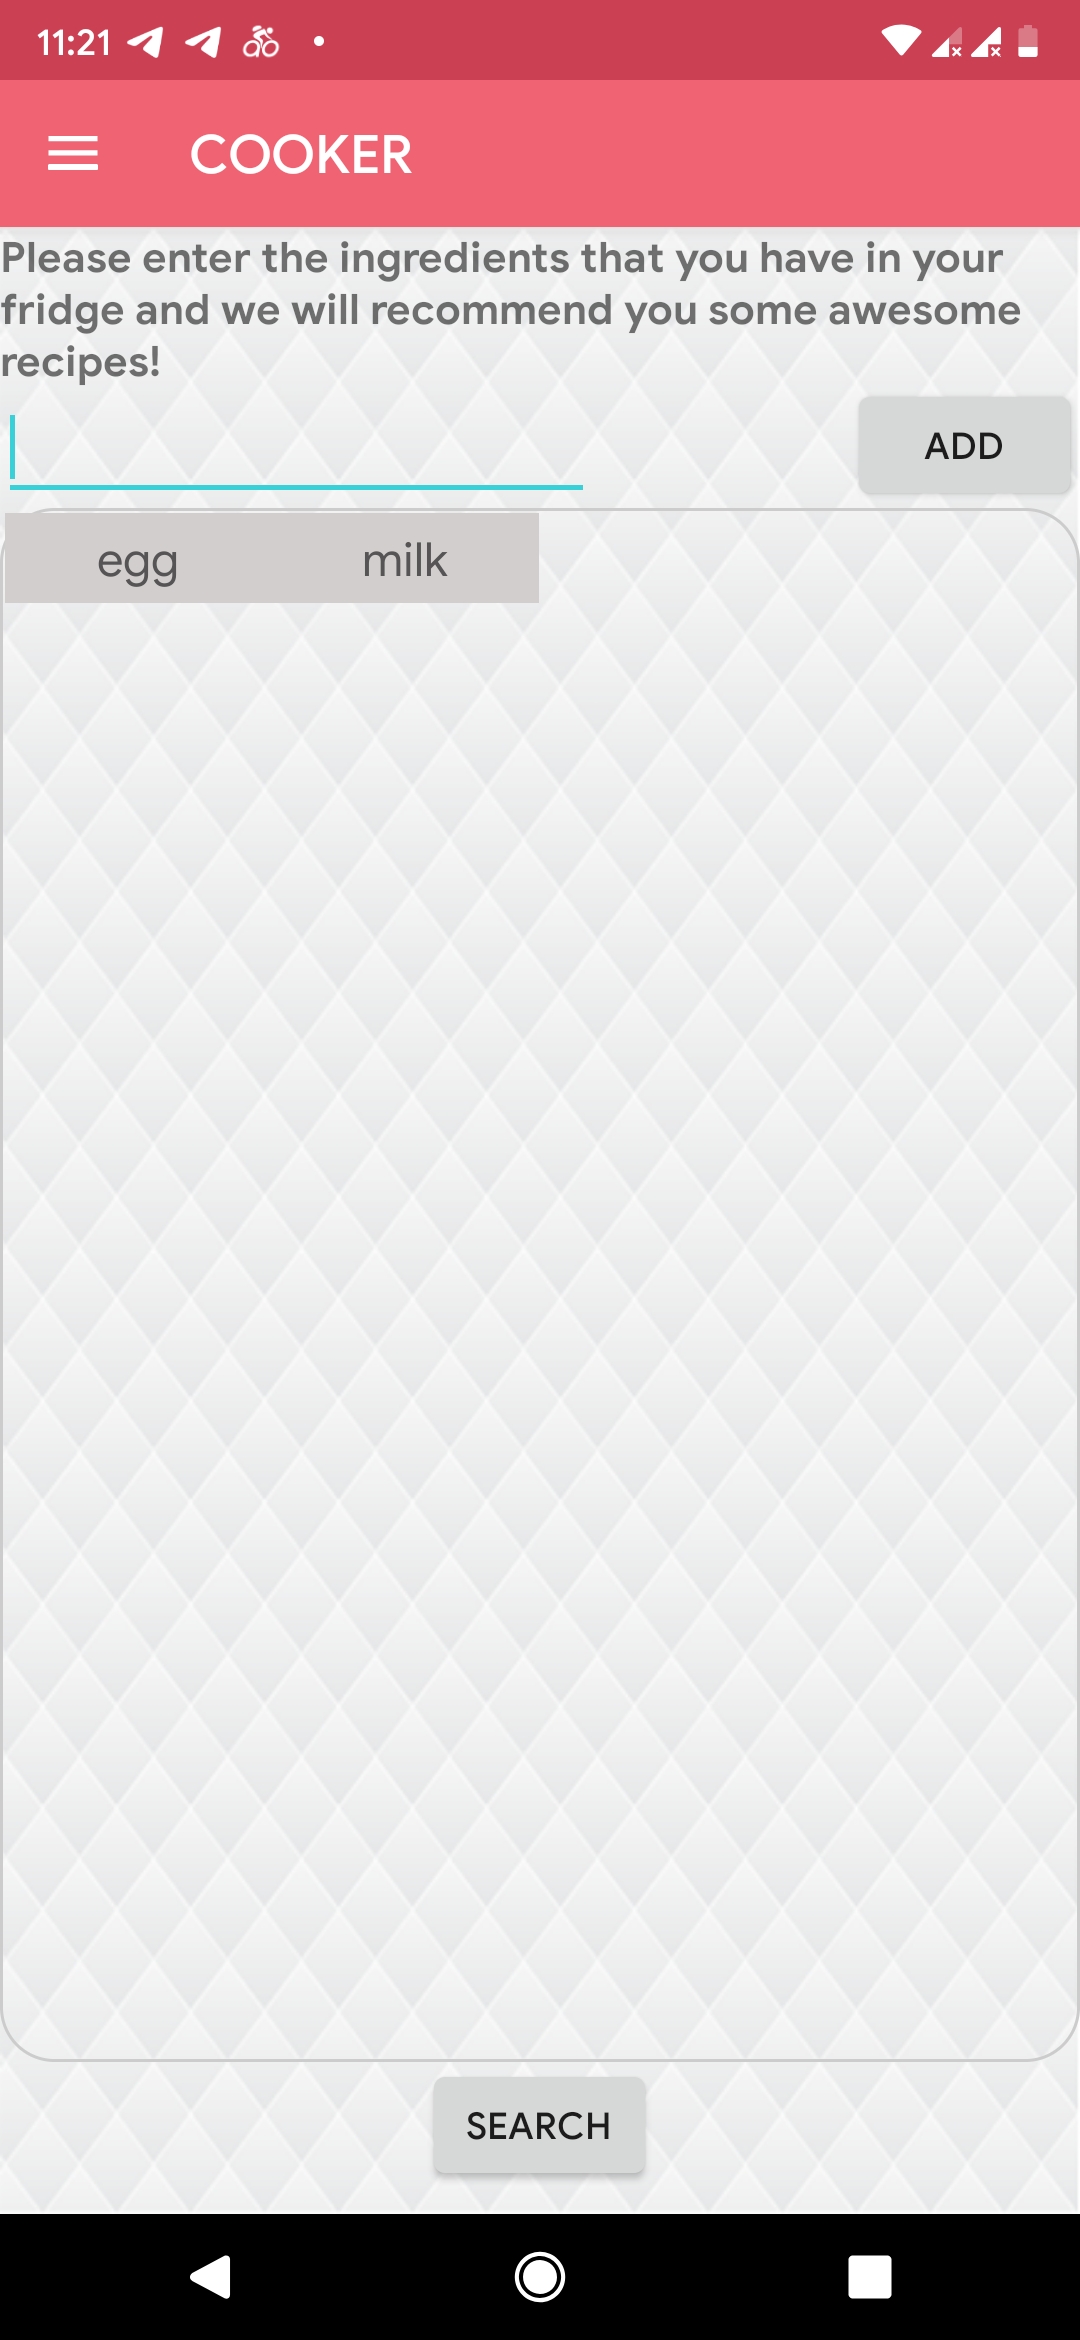 11:21
COOKER
Please enter the ingredients that you have in your
fridge and we will recommend you some awesome
recipes!
ADD
egg milk
SEARCH